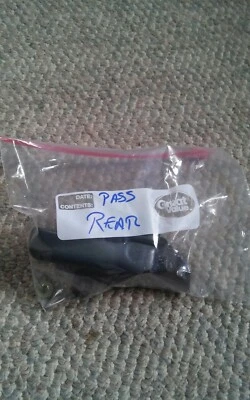 DATE: PASS
CONTENTS:
REAR
Great Value